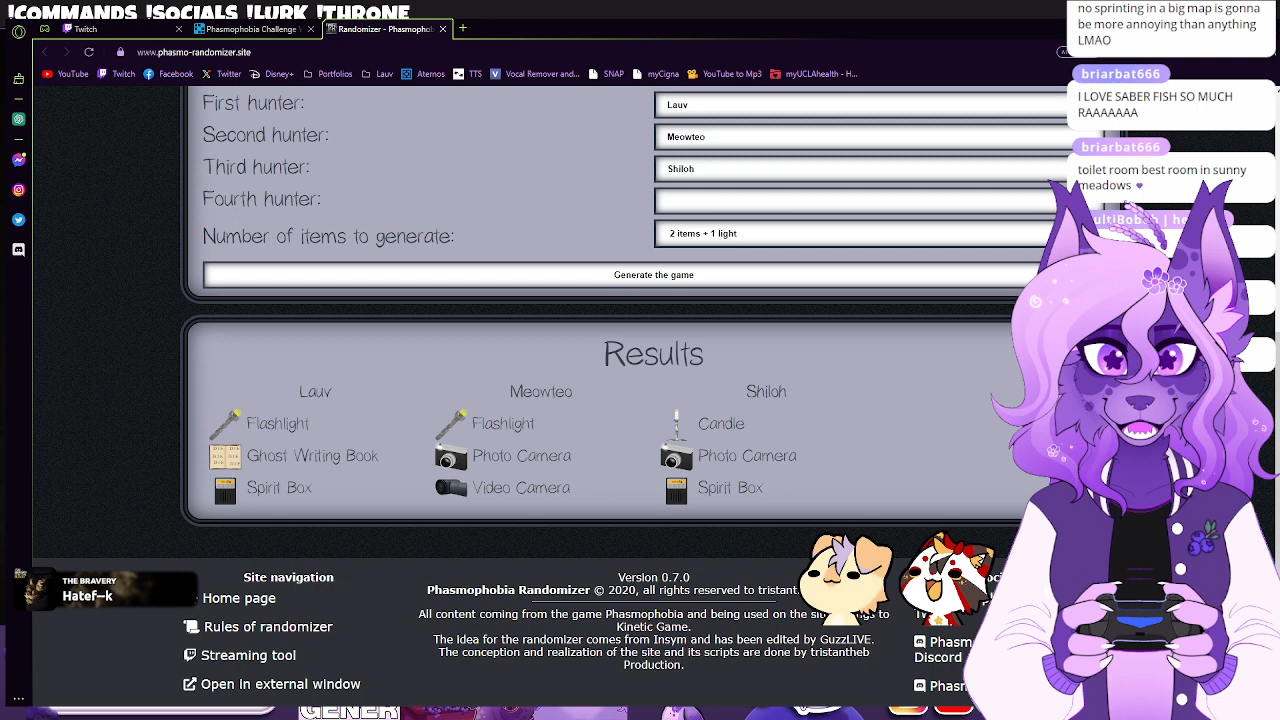 !COMMANDS !SOCIALS !LURK !THRONE
Twitch
Phasmophobia Challenge
Randomizer - Phasmopho
www.phasmo-randomizer.site
YouTube
Twitch
Facebook
Twitter
Disney+
Portfolios
Lauv
Aternos
TTS
Vocal Remover and...
SNAP
myCigna
YouTube to Mp3
myUCLAhealth - H...
First hunter:
Lauv
Second hunter:
Meowteo
Third hunter:
Shiloh
Fourth hunter:
Number of items to generate:
2 items + 1 light
Generate the game
Results
Lauv
Meowteo
Shiloh
Flashlight
Flashlight
Candle
Ghost Writing Book
Photo Camera
Photo Camera
Spirit Box
Video Camera
Spirit Box
THE BRAVERY
Hatef--k
Site navigation
Home page
Rules of randomizer
Streaming tool
Open in external window
Version 0.7.0
Phasmophobia Randomizer © 2020, all rights reserved to tristant
All content coming from the game Phasmophobia and being used on the sit
ngs to
Kinetic Game.
The idea for the randomizer comes from Insym and has been edited by GuzzLIVE.
The conception and realization of the website and its scripts are done by tristantheb
Production.
Phasm
Discord
Phasm
GENER
no sprinting in a big map is gonna
be more annoying than anything
LMAO
briarbat666
I LOVE SABER FISH SO MUCH
RAAAAAAA
briarbat666
toilet room best room in sunny
meadows